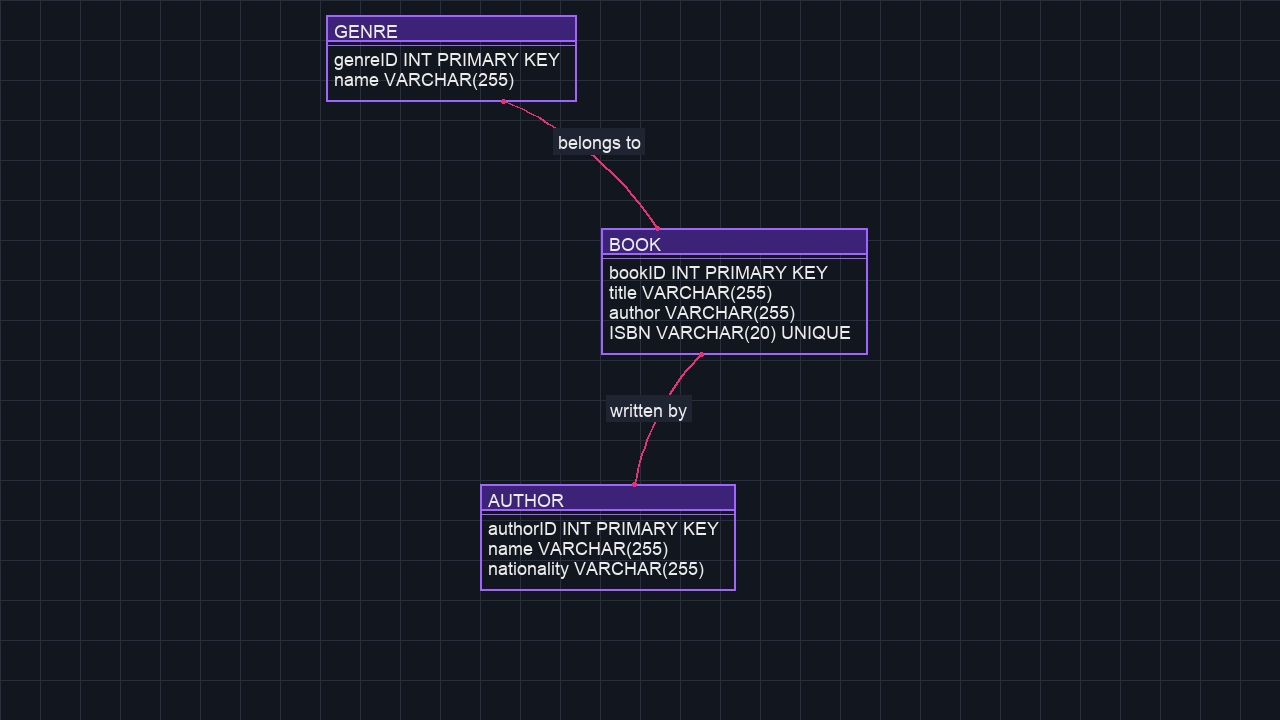 GENRE
genreID INT PRIMARY KEY
name VARCHAR(255)
belongs to
BOOK
bookID INT PRIMARY KEY
title VARCHAR(255)
author VARCHAR(255)
ISBN VARCHAR(20) UNIQUE
written by
AUTHOR
authorID INT PRIMARY KEY
name VARCHAR(255)
nationality VARCHAR(255)